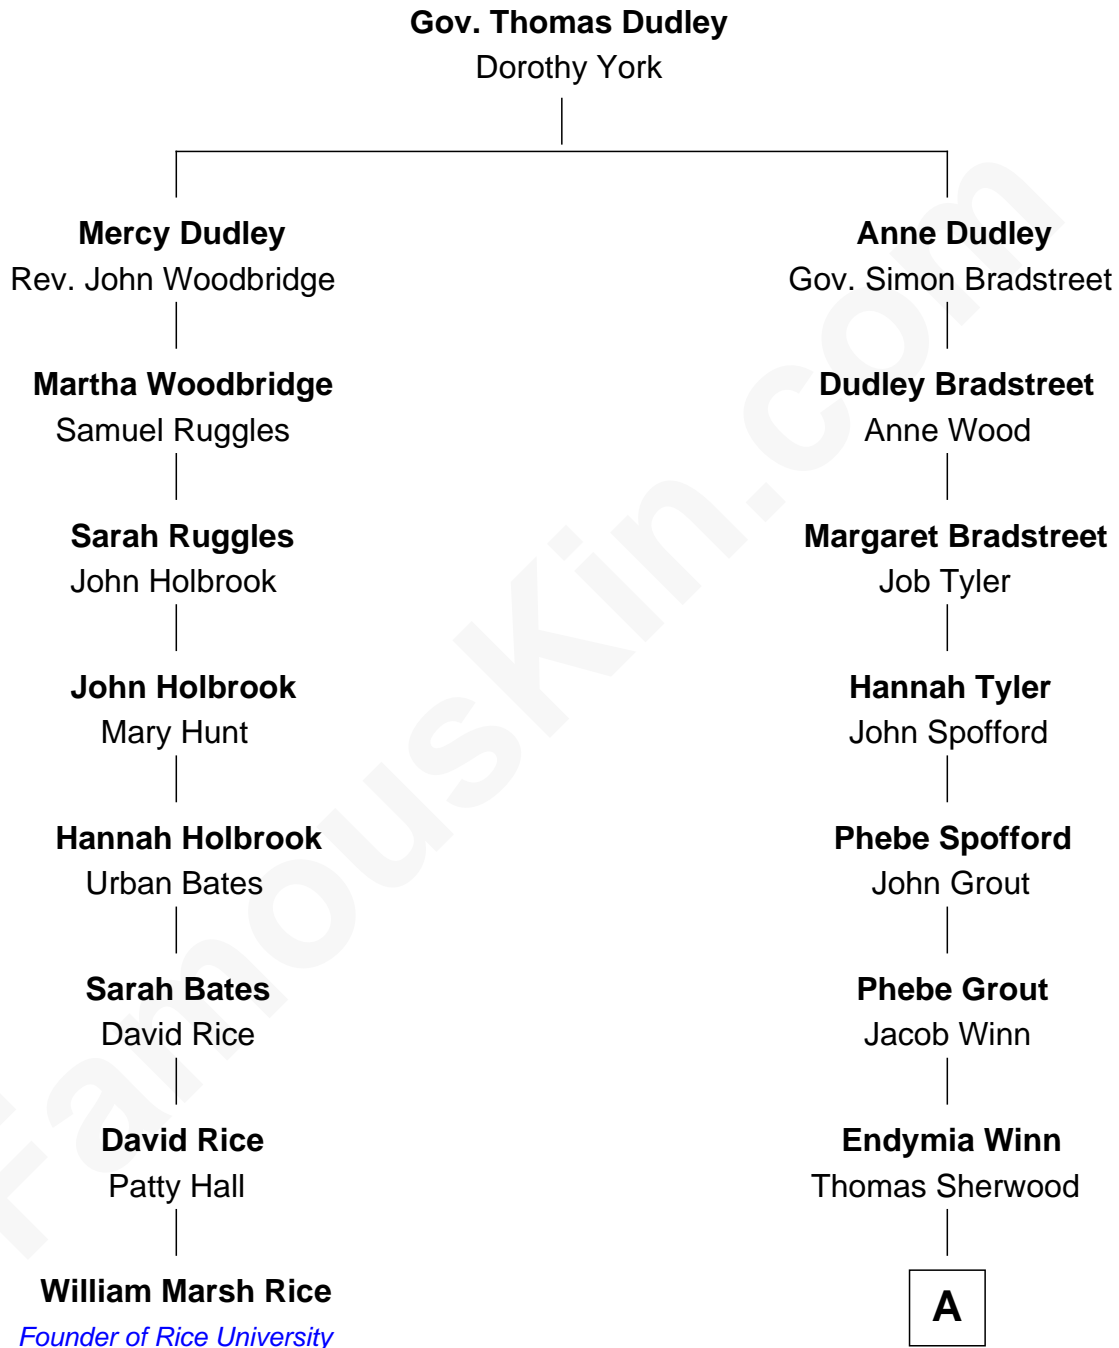 Gov. Thomas Dudley
Dorothy York
Mercy Dudley
Rev. John Woodbridge
Anne Dudley
Gov. Simon Bradstreet
Martha Woodbridge
Samuel Ruggles
Dudley Bradstreet
Anne Wood
Sarah Ruggles
John Holbrook
Margaret Bradstreet
Job Tyler
John Holbrook
Mary Hunt
Hannah Tyler
John Spofford
Hannah Holbrook
Urban Bates
Phebe Spofford
John Grout
Sarah Bates
David Rice
Phebe Grout
Jacob Winn
David Rice
Patty Hall
Endymia Winn
Thomas Sherwood
William Marsh Rice
Founder of Rice University
A
FamousKin.com